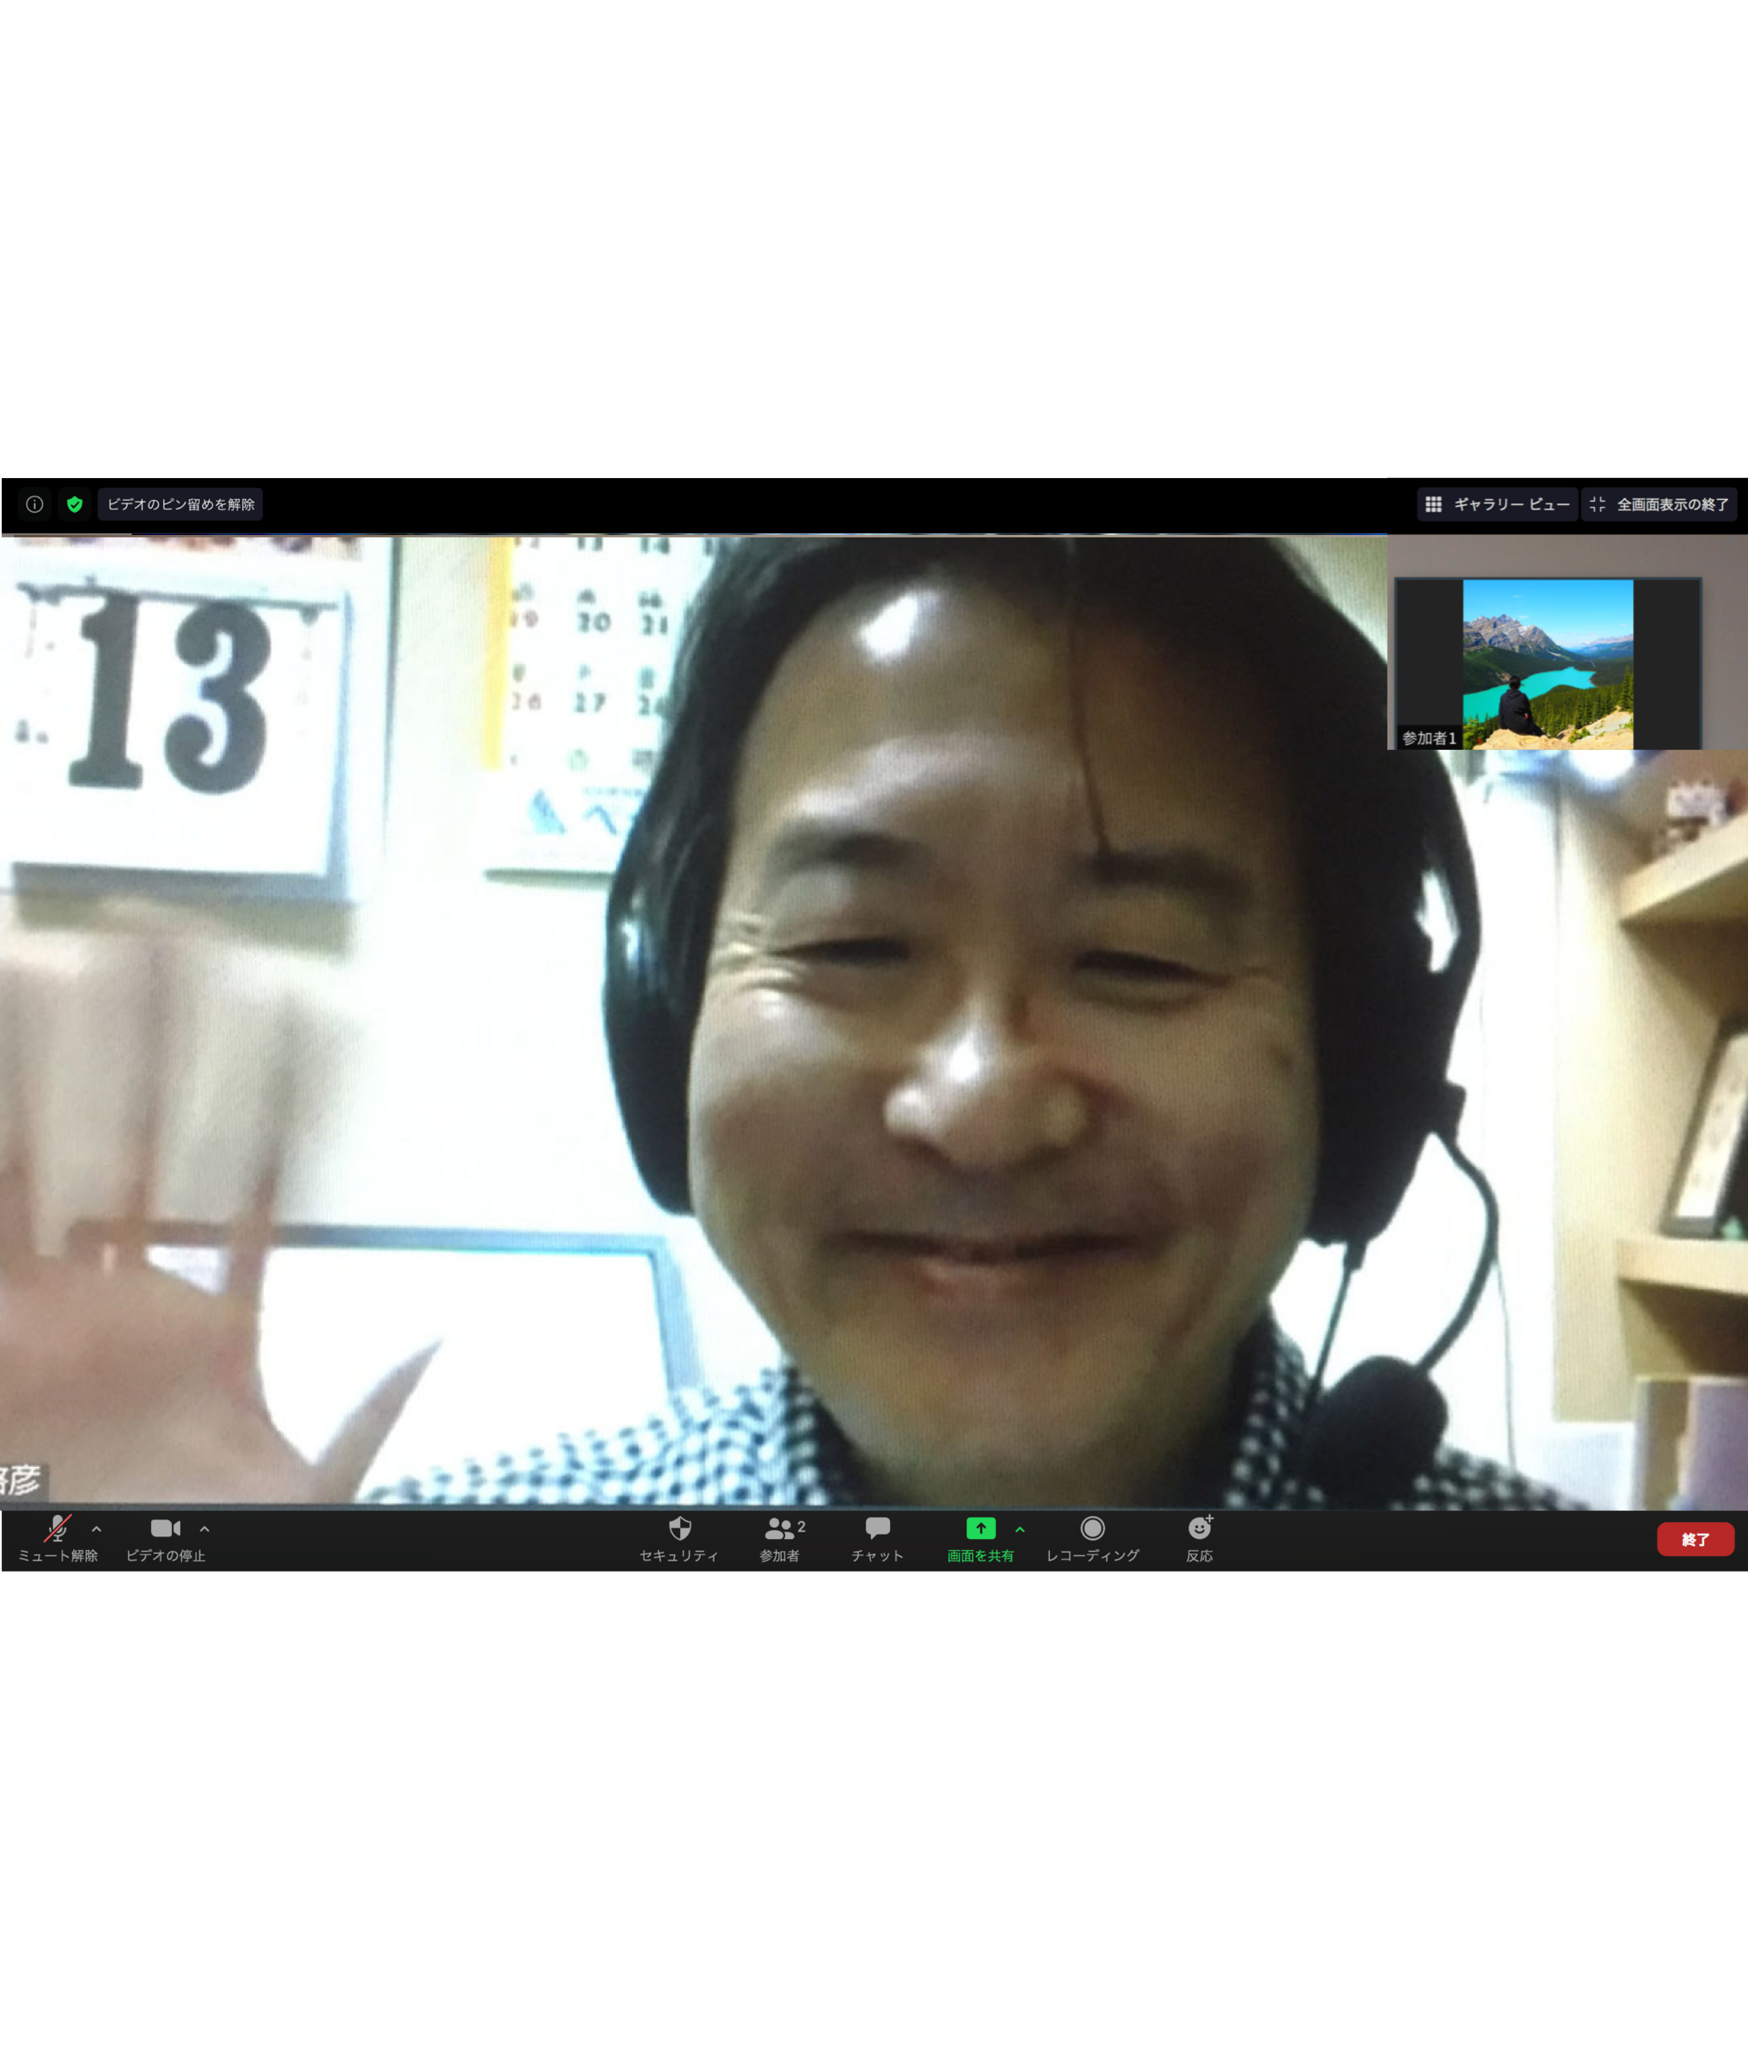 ビデオのピン留めを解除
ギャラリー ビュー
全画面表示の終了
13
13 14
19 20 21
26 27
参加者1
彦
ミュート解除
ビデオの停止
セキュリティ
参加者 2
チャット
画面を共有
レコーディング
反応
終了